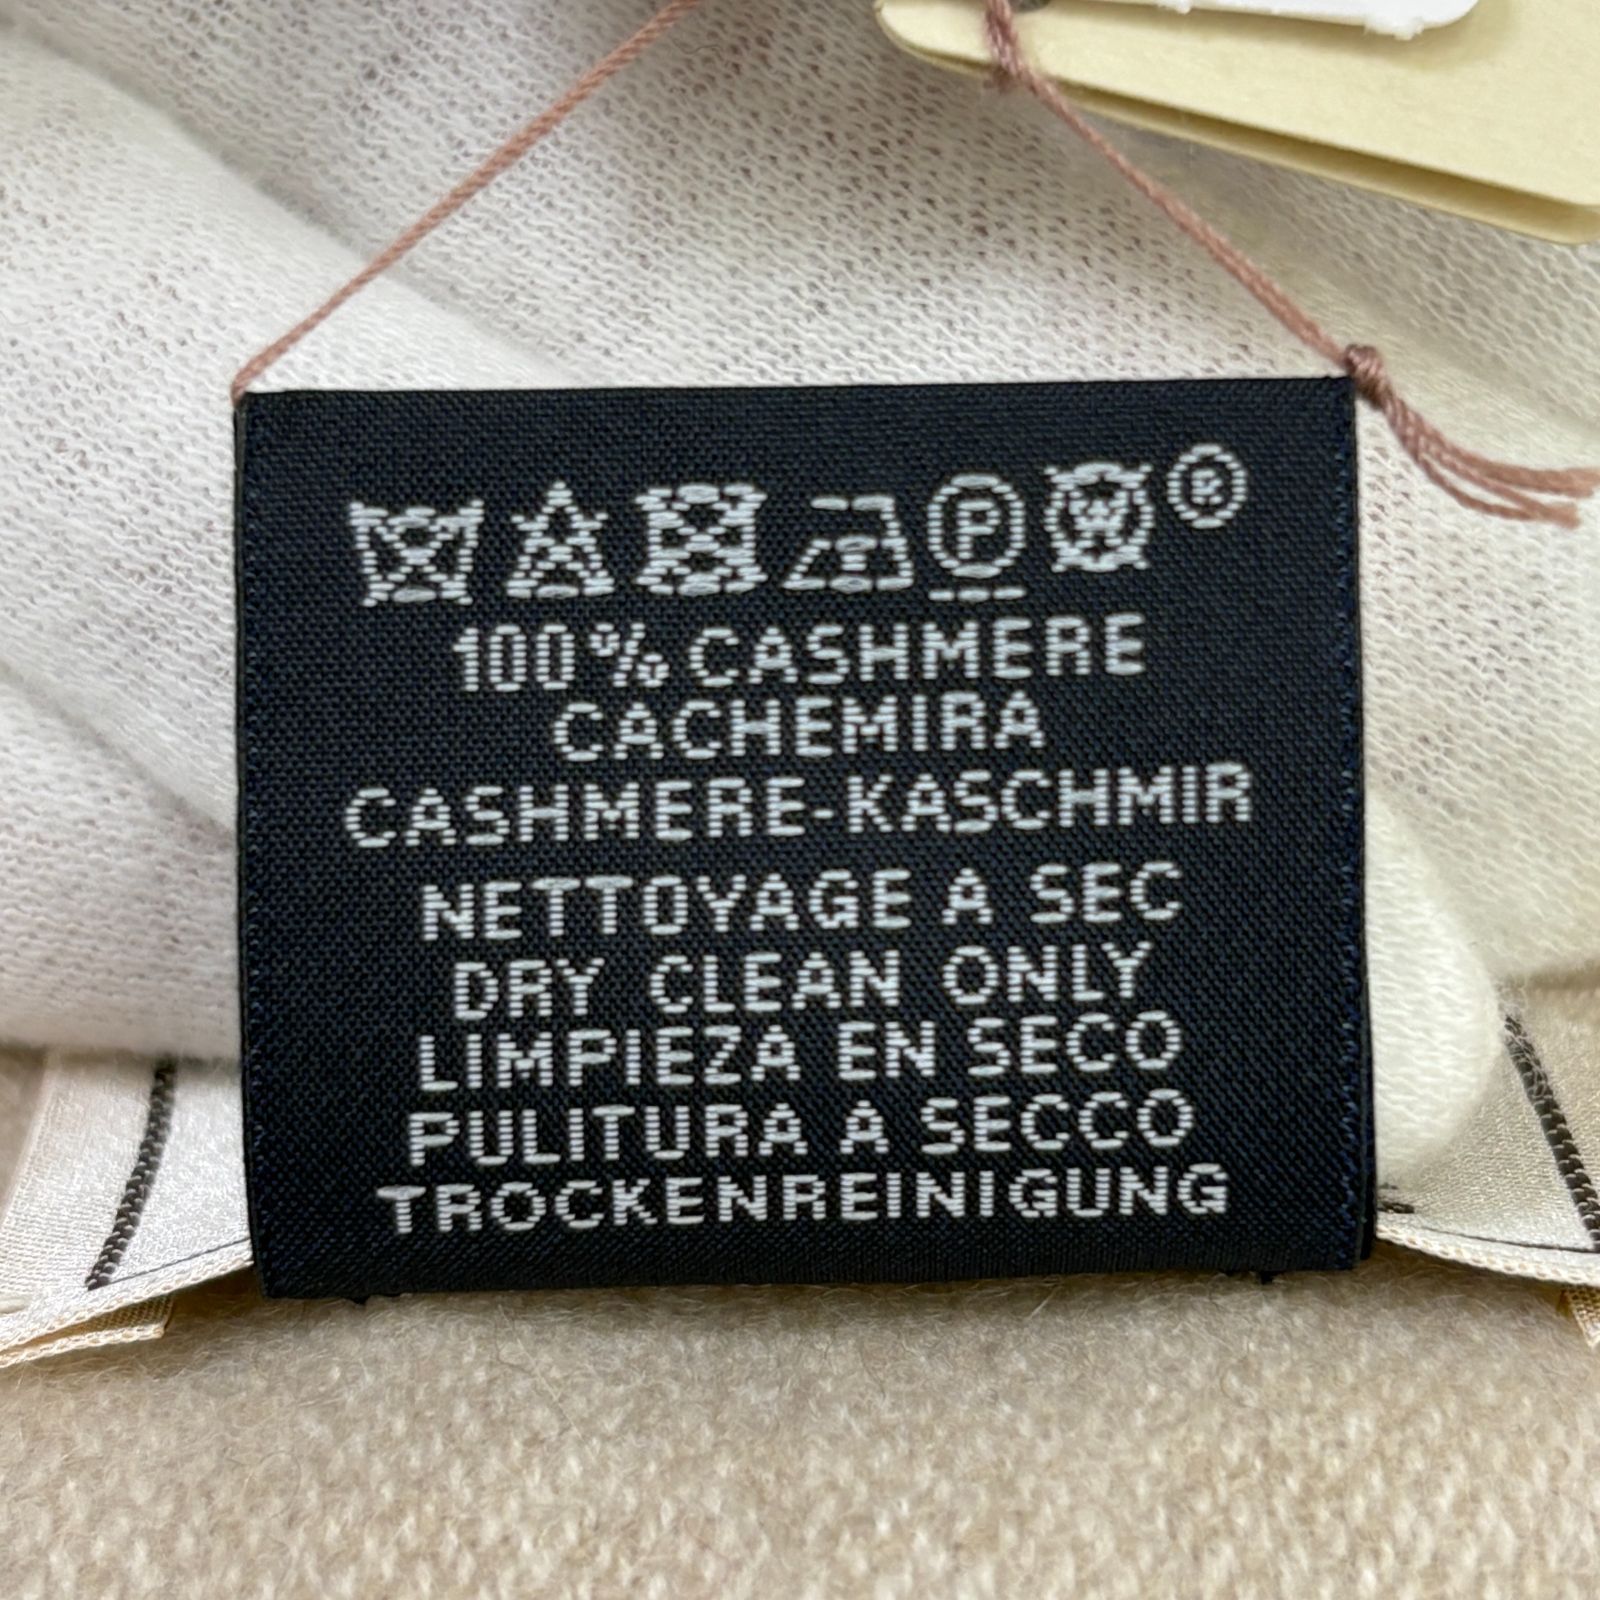 P W ®
100% CASHMERE
CACHEMIRA
CASHMERE-KASCHMIR
NETTOYAGE A SEC
DRY CLEAN ONLY
LIMPIEZA EN SECO
PULITURA A SECCO
TROCKENREINIGUNG